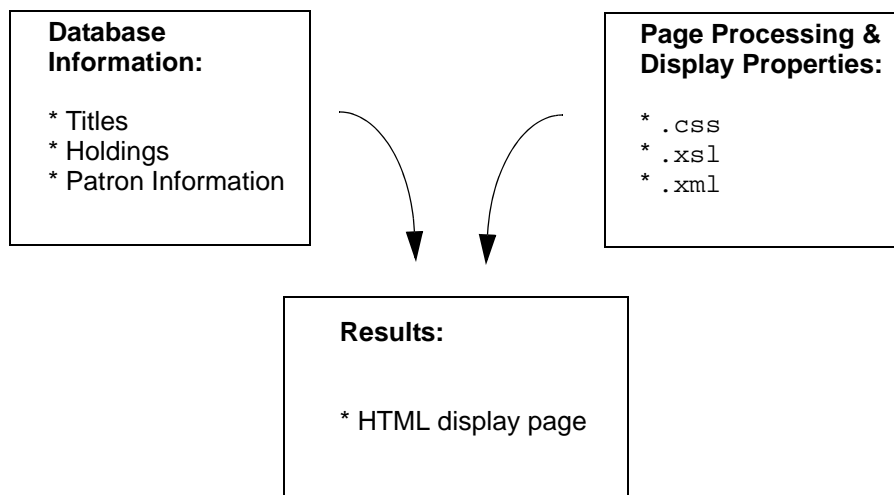 Database
Information:
* Titles
* Holdings
* Patron Information
Page Processing &
Display Properties:
* .css
* .xsl
* .xml
Results:
* HTML display page